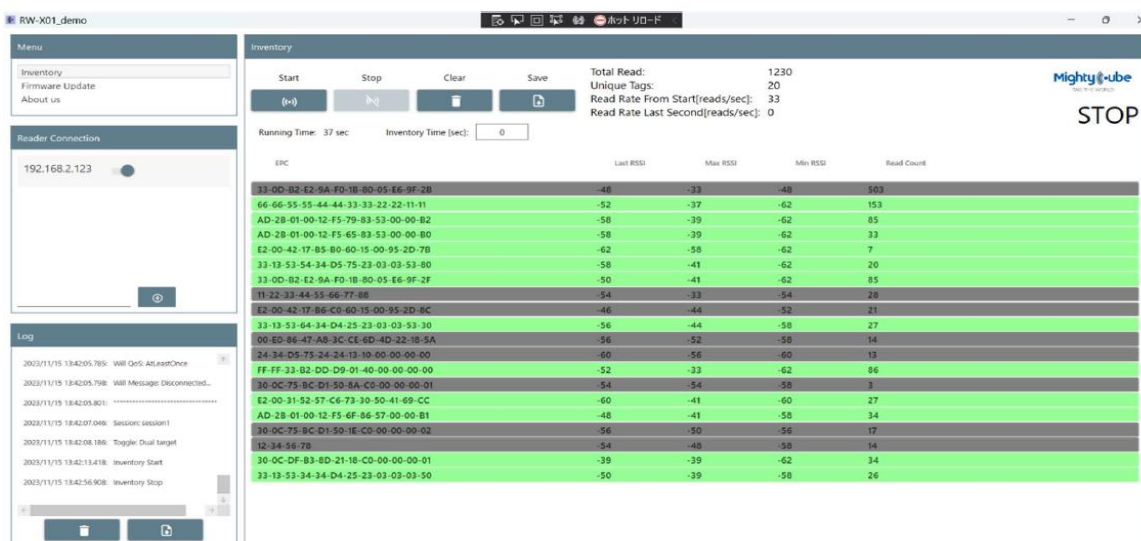 RW-X01_demo
ホット リロード
Menu
Inventory
Firmware Update
About us
Reader Connection
192.168.2.123
Log
2023/11/15 13:42:05.785: Will QoS: AtLeastOnce
2023/11/15 13:42:05.798: Will Message: Disconnected...
2023/11/15 13:42:05.801: ********************************
2023/11/15 13:42:07.046: Session: session1
2023/11/15 13:42:08.186: Toggle: Dual target
2023/11/15 13:42:13.418: Inventory Start
2023/11/15 13:42:56.908: Inventory Stop
Inventory
Start Stop Clear Save
Running Time: 37 sec Inventory Time [sec]: 0
Total Read: 1230
Unique Tags: 20
Read Rate From Start[reads/sec]: 33
Read Rate Last Second[reads/sec]: 0
Mighty Cube
TAG THE WORLD
STOP
EPC Last RSSI Max RSSI Min RSSI Read Count
33-0D-B2-E2-9A-F0-1B-80-05-E6-9F-2B -48 -33 -48 503
66-66-55-55-44-44-33-33-22-22-11-11 -52 -37 -62 153
AD-2B-01-00-12-F5-79-83-53-00-00-B2 -58 -39 -62 85
AD-2B-01-00-12-F5-65-83-53-00-00-B0 -58 -39 -62 33
E2-00-42-17-B5-B0-60-15-00-95-2D-7B -62 -58 -62 7
33-13-53-54-34-D5-75-23-03-03-53-80 -58 -41 -62 20
33-0D-B2-E2-9A-F0-1B-80-05-E6-9F-2F -50 -41 -62 85
11-22-33-44-55-66-77-88 -54 -33 -54 28
E2-00-42-17-B6-C0-60-15-00-95-2D-8C -46 -44 -52 21
33-13-53-64-34-D4-25-23-03-03-53-30 -56 -44 -58 27
00-E0-86-47-A8-3C-CE-6D-4D-22-18-5A -56 -52 -58 14
24-34-D5-75-24-24-13-10-00-00-00-00 -60 -56 -60 13
FF-FF-33-B2-DD-D9-01-40-00-00-00-00 -52 -33 -62 86
30-0C-75-BC-D1-50-8A-C0-00-00-00-01 -54 -54 -58 3
E2-00-31-52-57-C6-73-30-50-41-69-CC -60 -41 -60 27
AD-2B-01-00-12-F5-6F-86-57-00-00-B1 -48 -41 -58 34
30-0C-75-BC-D1-50-1E-C0-00-00-00-02 -56 -50 -56 17
12-34-56-78 -54 -48 -58 14
30-0C-DF-B3-8D-21-18-C0-00-00-00-01 -39 -39 -62 34
33-13-53-34-34-D4-25-23-03-03-03-50 -50 -39 -58 26